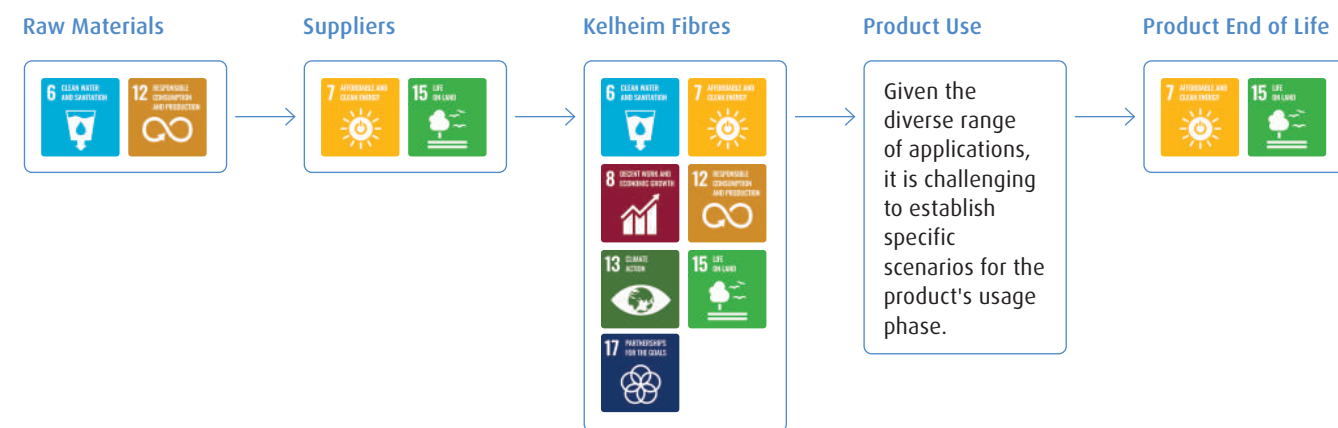 Raw Materials
Suppliers
Kelheim Fibres
Product Use
Product End of Life
6 CLEAN WATER
AND SANITATION
12 RESPONSIBLE
CONSUMPTION
AND PRODUCTION
7 AFFORDABLE AND
CLEAN ENERGY
15 LIFE
ON LAND
6 CLEAN WATER
AND SANITATION
7 AFFORDABLE AND
CLEAN ENERGY
8 DECENT WORK AND
ECONOMIC GROWTH
12 RESPONSIBLE
CONSUMPTION
AND PRODUCTION
13 CLIMATE
ACTION
15 LIFE
ON LAND
17 PARTNERSHIPS
FOR THE GOALS
Given the
diverse range
of applications,
it is challenging
to establish
specific
scenarios for the
product's usage
phase.
7 AFFORDABLE AND
CLEAN ENERGY
15 LIFE
ON LAND